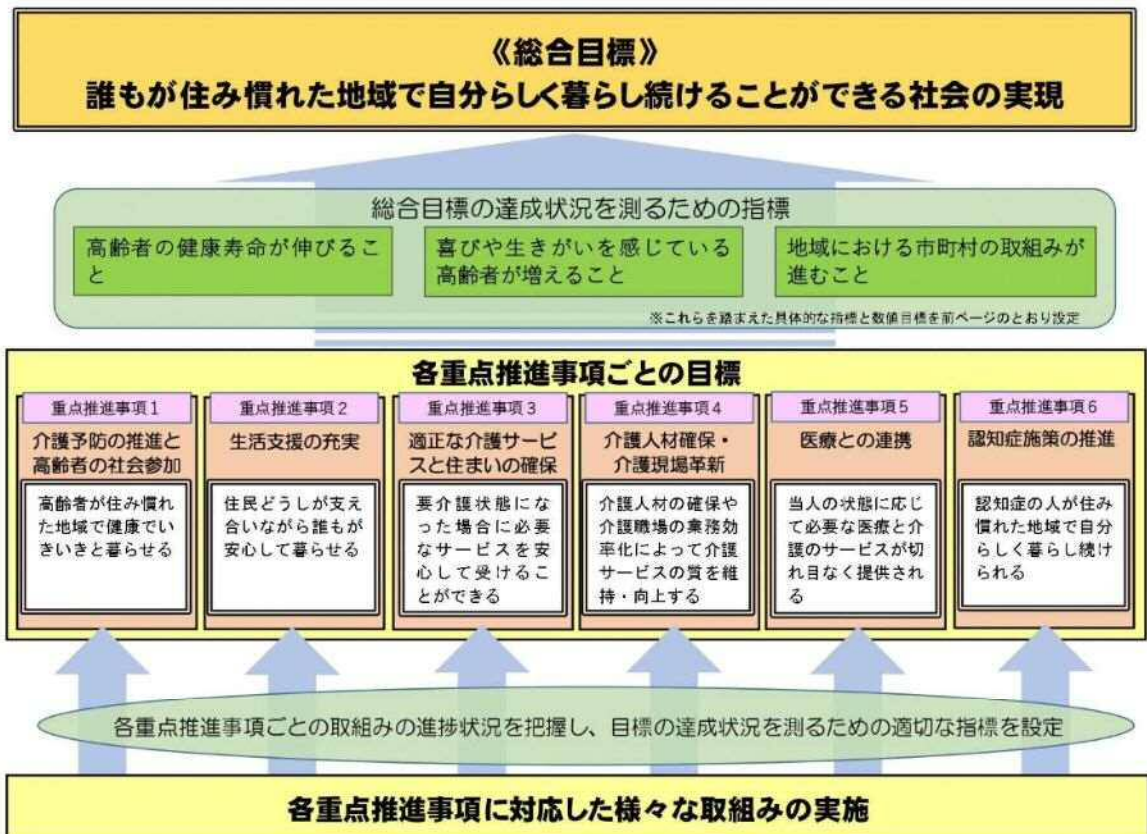 《総合目標》
誰もが住み慣れた地域で自分らしく暮らし続けることができる社会の実現
総合目標の達成状況を測るための指標
高齢者の健康寿命が伸びるこ
と
喜びや生きがいを感じている
高齢者が増えること
地域における市町村の取組みが
進むこと
※これらを踏まえた具体的な指標と数値目標を前ページのとおり設定
各重点推進事項ごとの目標
重点推進事項1
介護予防の推進と
高齢者の社会参加
高齢者が住み慣れ
た地域で健康でい
きいきと暮らせる
重点推進事項2
生活支援の充実
住民どうしが支え
合いながら誰もが
安心して暮らせる
重点推進事項3
適正な介護サービ
スと住まいの確保
要介護状態にな
った場合に必要
なサービスを安
心して受けるこ
とができる
重点推進事項4
介護人材確保・
介護現場革新
介護人材の確保や
介護職場の業務効
率化によって介護
サービスの質を維
持・向上する
重点推進事項5
医療との連携
当人の状態に応じ
て必要な医療と介
護のサービスが切
れ目なく提供され
る
重点推進事項6
認知症施策の推進
認知症の人が住み
慣れた地域で自分
らしく暮らし続け
られる
各重点推進事項ごとの取組みの進捗状況を把握し、目標の達成状況を測るための適切な指標を設定
各重点推進事項に対応した様々な取組みの実施